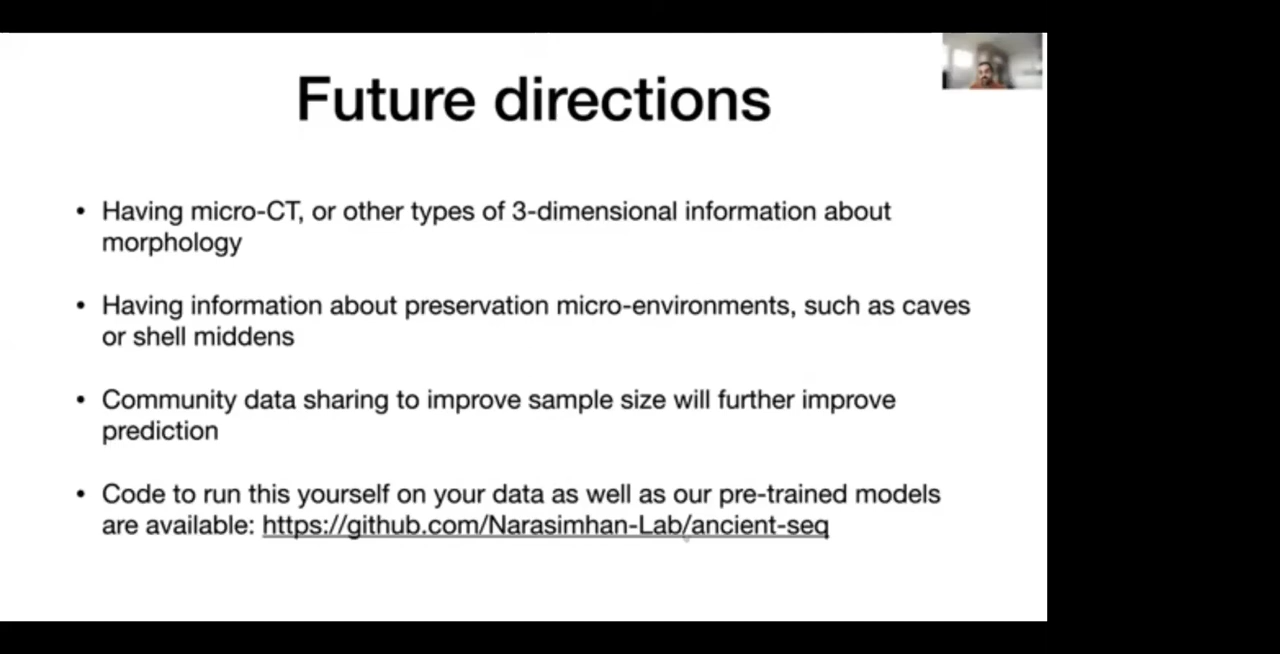 Future directions
• Having micro-CT, or other types of 3-dimensional information about
morphology
• Having information about preservation micro-environments, such as caves
or shell middens
• Community data sharing to improve sample size will further improve
prediction
• Code to run this yourself on your data as well as our pre-trained models
are available: https://github.com/Narasimhan-Lab/ancient-seq